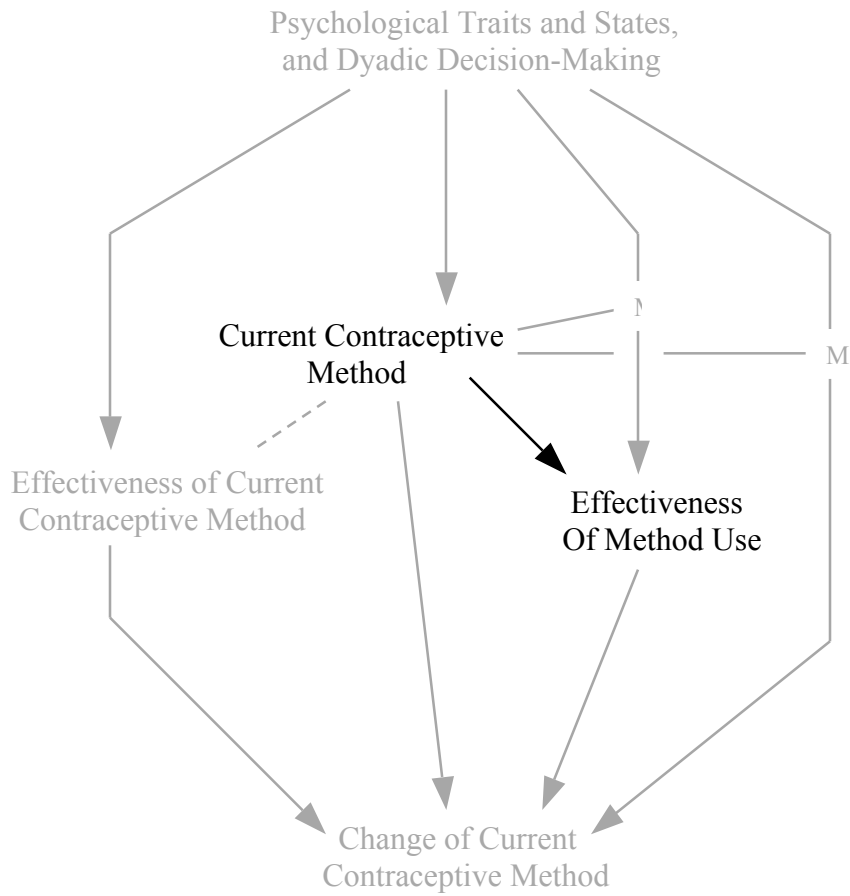 Psychological Traits and States,
and Dyadic Decision-Making
M
Current Contraceptive
Method
M
Effectiveness of Current
Contraceptive Method
Effectiveness
Of Method Use
Change of Current
Contraceptive Method